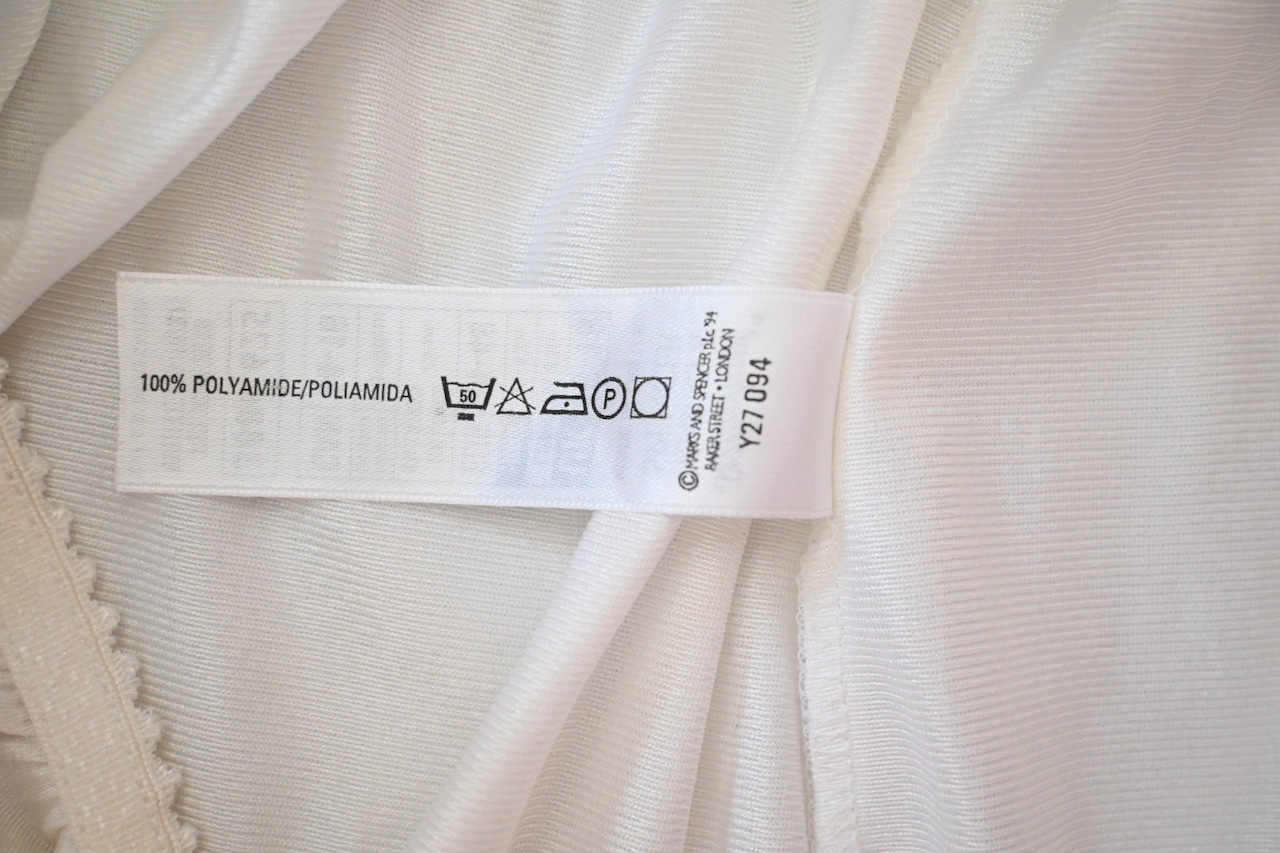 100% POLYAMIDE/POLIAMIDA
50
P
© MARKS AND SPENCER p.l.c. '94
BAKER STREET • LONDON
Y27 094